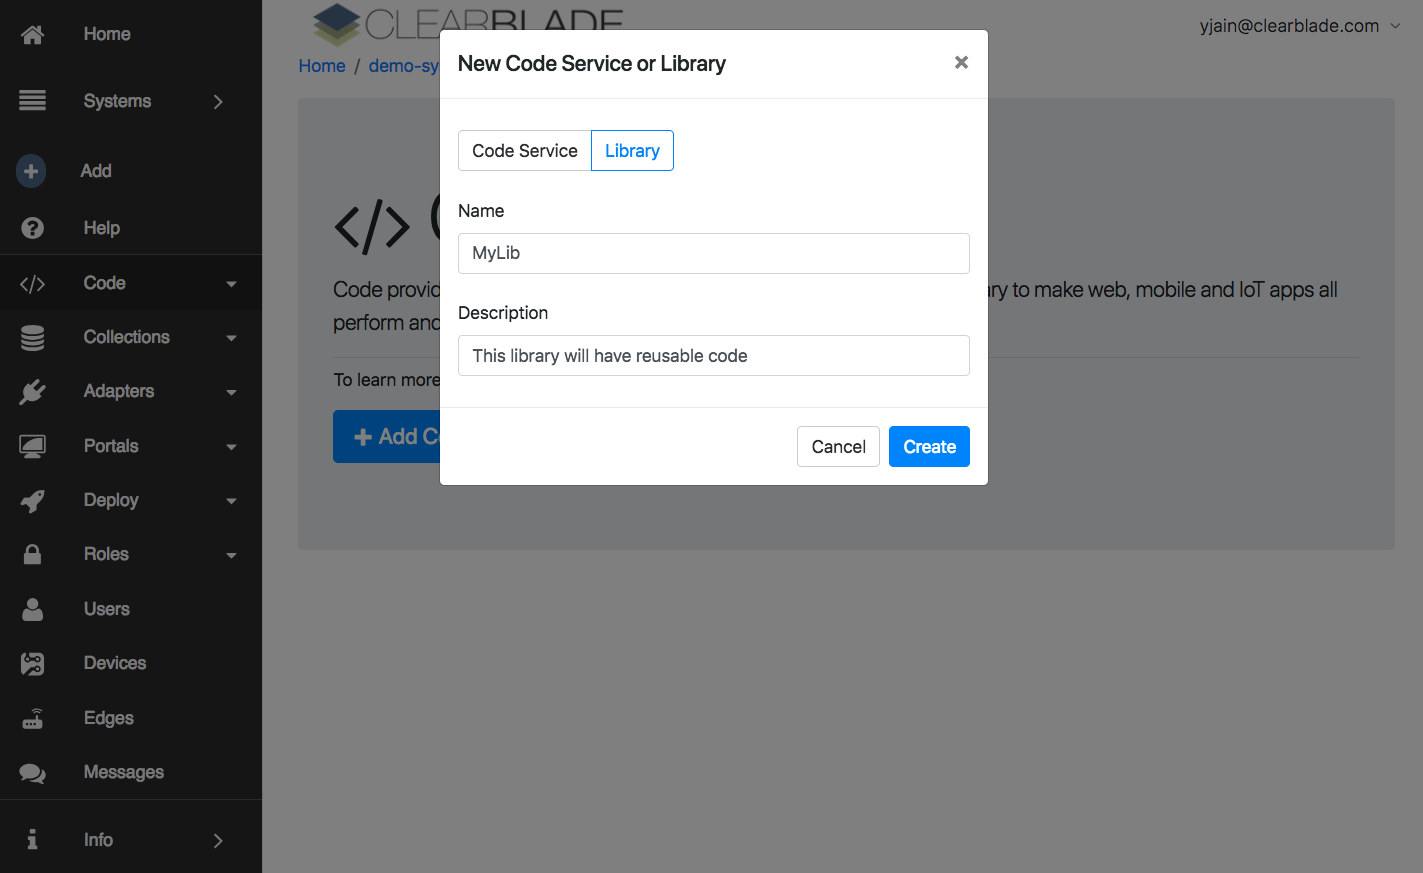 Home
Systems
Add
Help
Code
Collections
Adapters
Portals
Deploy
Roles
Users
Devices
Edges
Messages
Info
CLEARBLADE
yjain@clearblade.com
Home / demo-sy
New Code Service or Library
×
Code Service
Library
Name
MyLib
Description
This library will have reusable code
Cancel
Create
Code provid
ry to make web, mobile and IoT apps all
perform and
To learn more
+ Add C